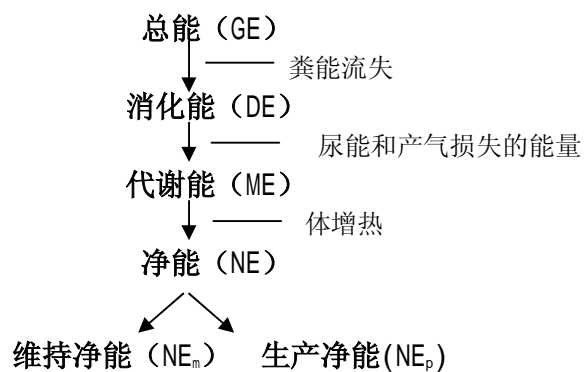 总能（GE）
粪能流失
消化能（DE）
尿能和产气损失的能量
代谢能（ME）
体增热
净能（NE）
维持净能（NEₘ） 生产净能(NEₚ)